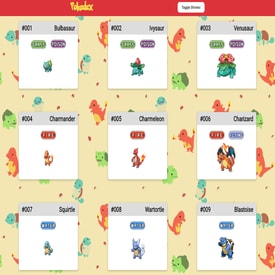 Pokedex
Toggle Shinies
#001 Bulbasaur
#002 Ivysaur
#003 Venusaur
GRASS POISON
GRASS POISON
GRASS POISON
#004 Charmander
#005 Charmeleon
#006 Charizard
FIRE
FIRE
FIRE FLYING
#007 Squirtle
#008 Wartortle
#009 Blastoise
WATER
WATER
WATER